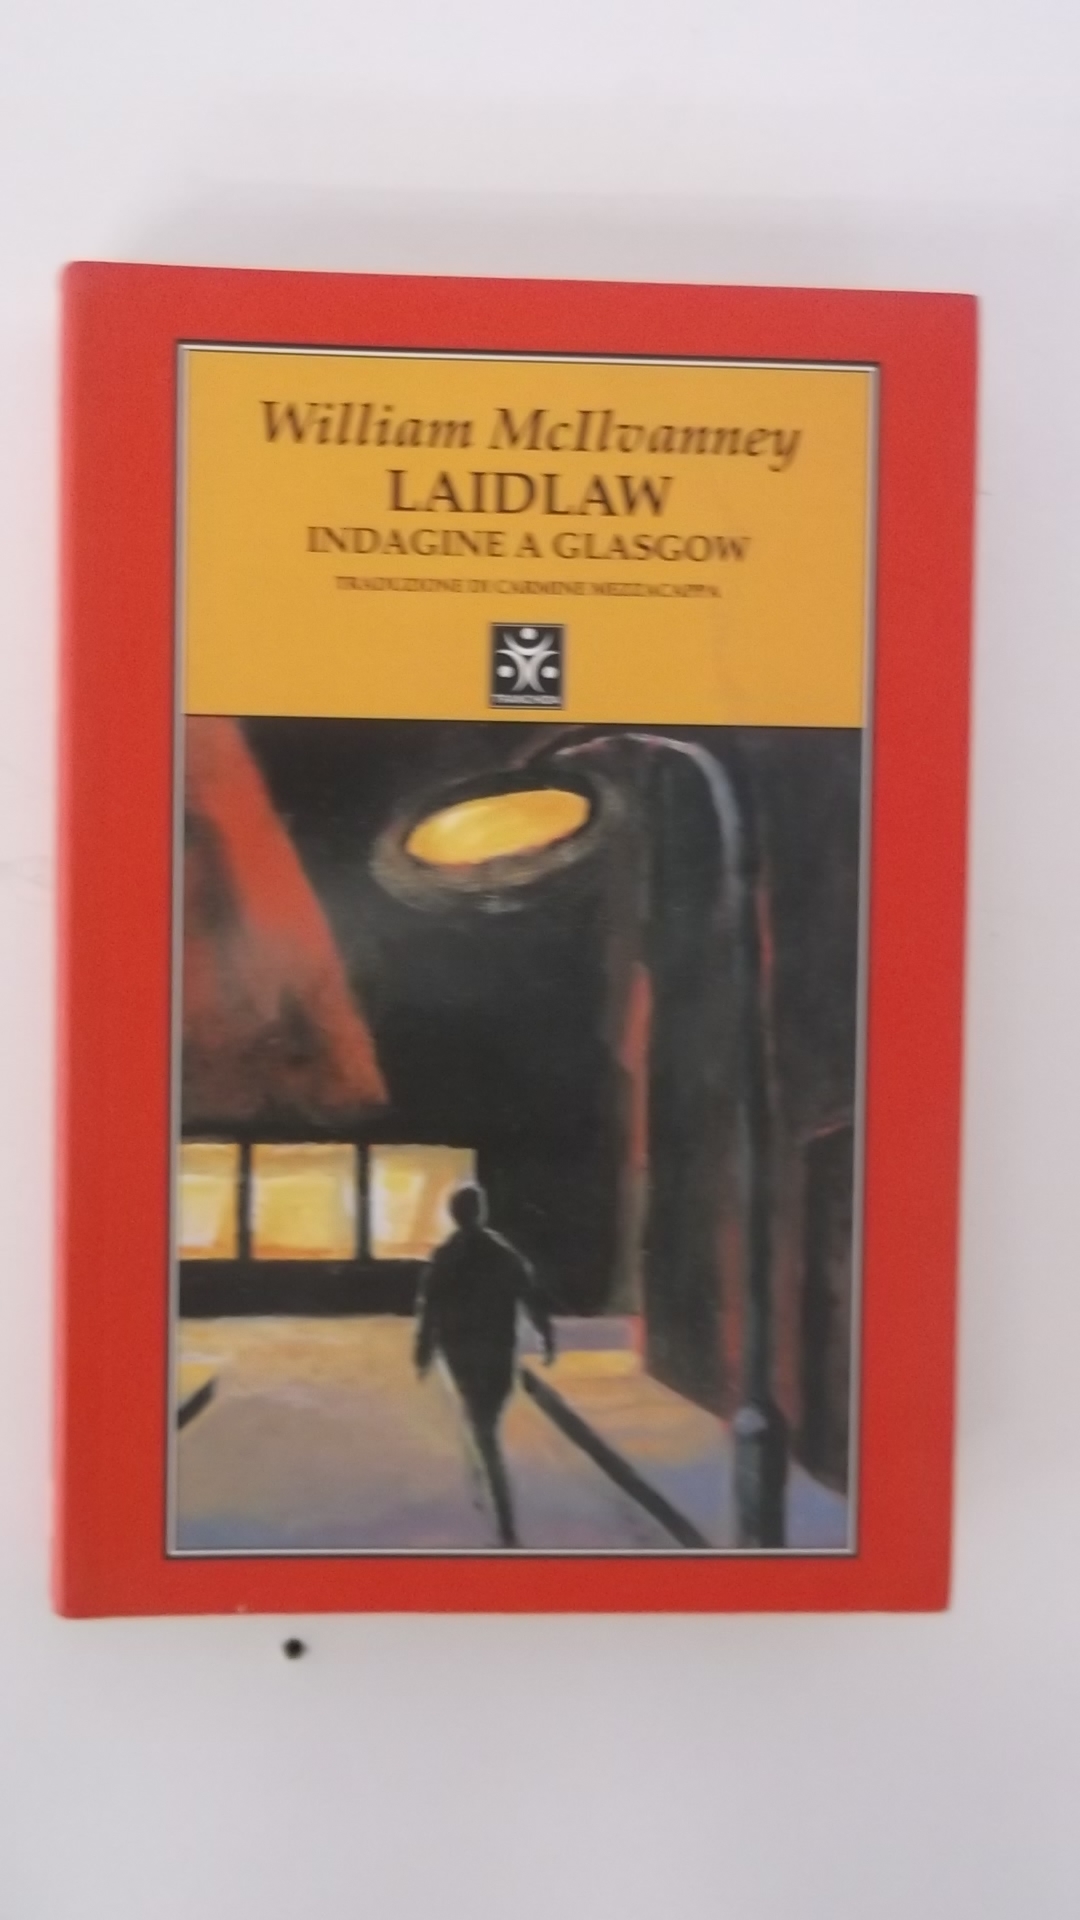 William McIlvanney
LAIDLAW
INDAGINE A GLASGOW
TRADUZIONE DI CARMINE MEZZACAPPA